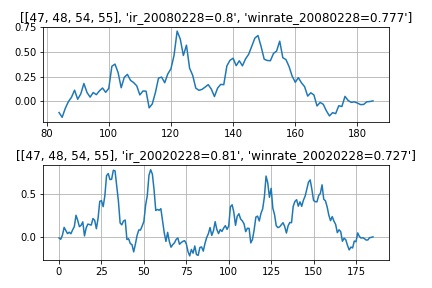 [[47, 48, 54, 55], 'ir_20080228=0.8', 'winrate_20080228=0.777']
0.75
0.50
0.25
0.00
80 100 120 140 160 180
[[47, 48, 54, 55], 'ir_20020228=0.81', 'winrate_20020228=0.727']
0.5
0.0
0 25 50 75 100 125 150 175